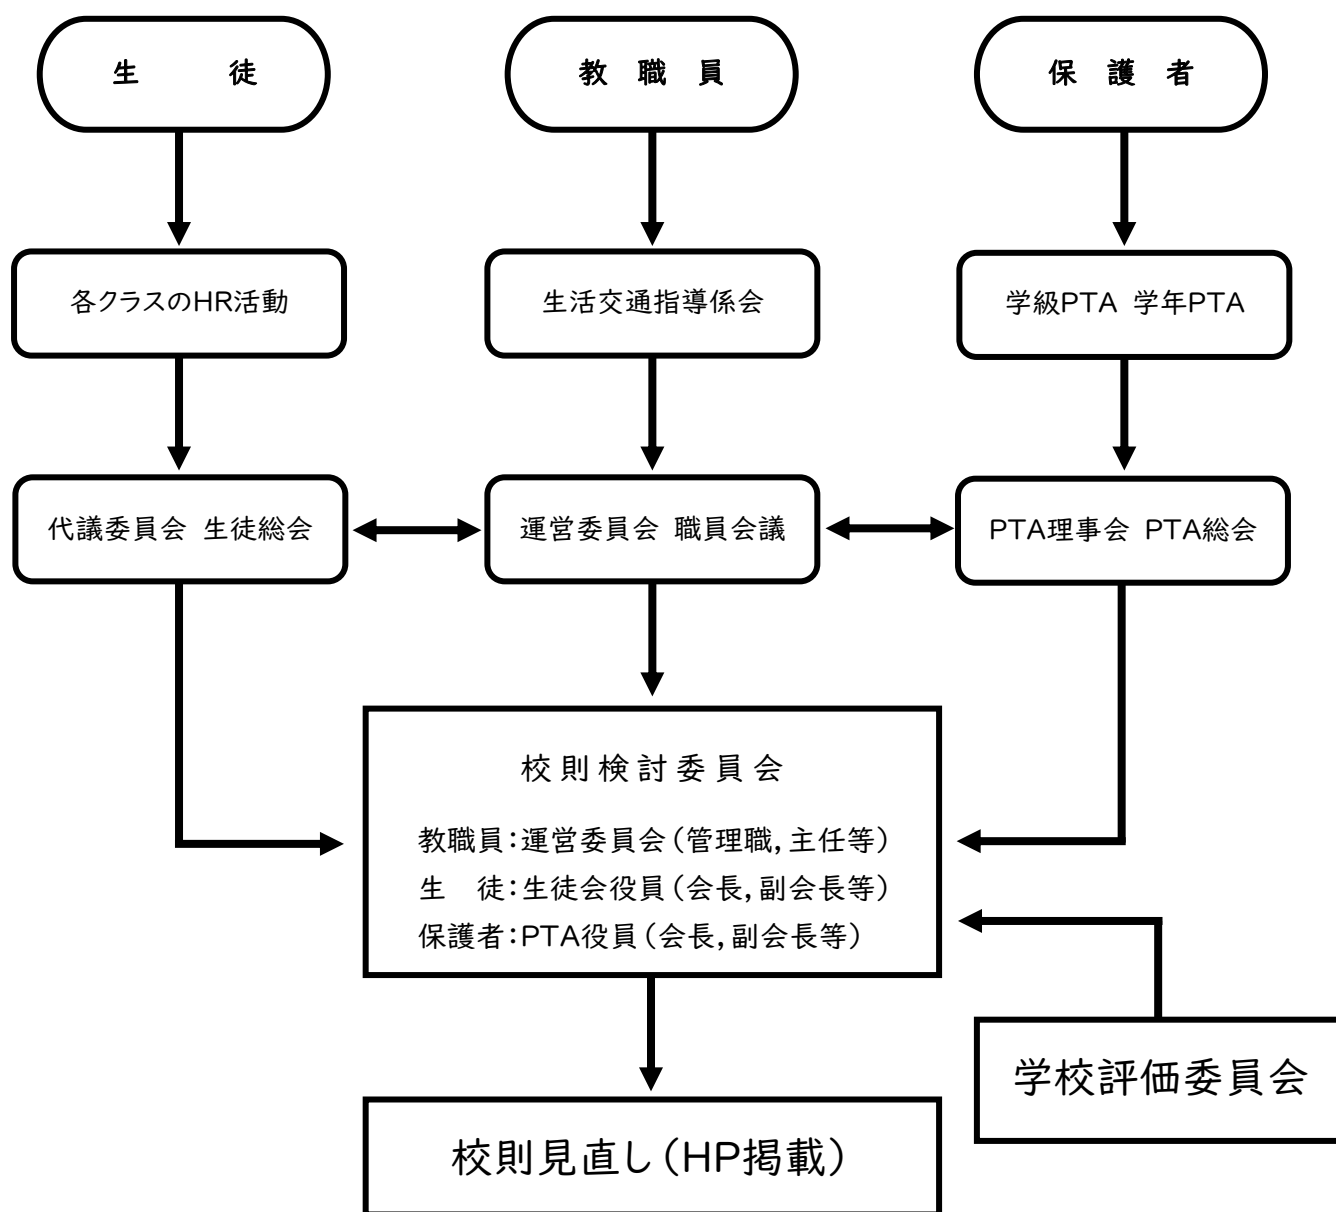 生　徒
教 職 員
保 護 者
各クラスのHR活動
生活交通指導係会
学級PTA 学年PTA
代議委員会 生徒総会
運営委員会 職員会議
PTA理事会 PTA総会
校則検討委員会
教職員：運営委員会（管理職，主任等）
生　徒：生徒会役員（会長，副会長等）
保護者：PTA役員（会長，副会長等）
学校評価委員会
校則見直し（HP掲載）